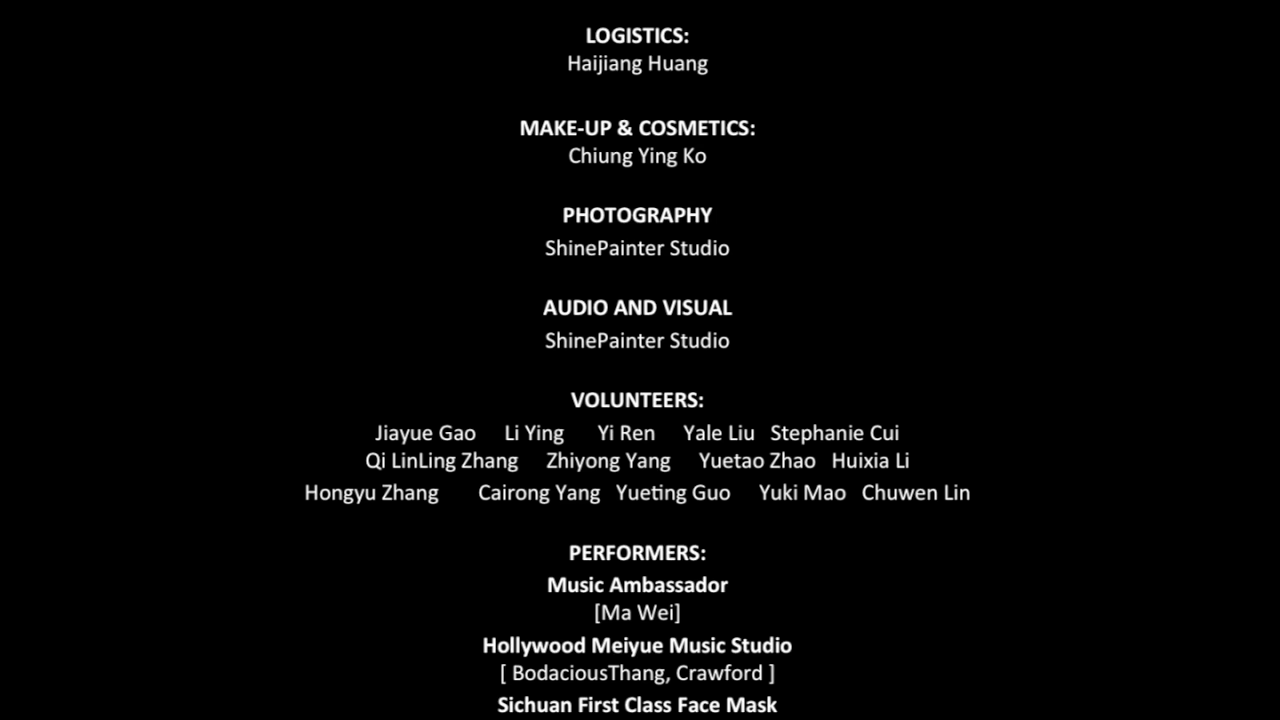 LOGISTICS:
Haijiang Huang
MAKE-UP & COSMETICS:
Chiung Ying Ko
PHOTOGRAPHY
ShinePainter Studio
AUDIO AND VISUAL
ShinePainter Studio
VOLUNTEERS:
Jiayue Gao Li Ying Yi Ren Yale Liu Stephanie Cui
Qi LinLing Zhang Zhiyong Yang Yuetao Zhao Huixia Li
Hongyu Zhang Cairong Yang Yueting Guo Yuki Mao Chuwen Lin
PERFORMERS:
Music Ambassador
[Ma Wei]
Hollywood Meiyue Music Studio
[ BodaciousThang, Crawford ]
Sichuan First Class Face Mask